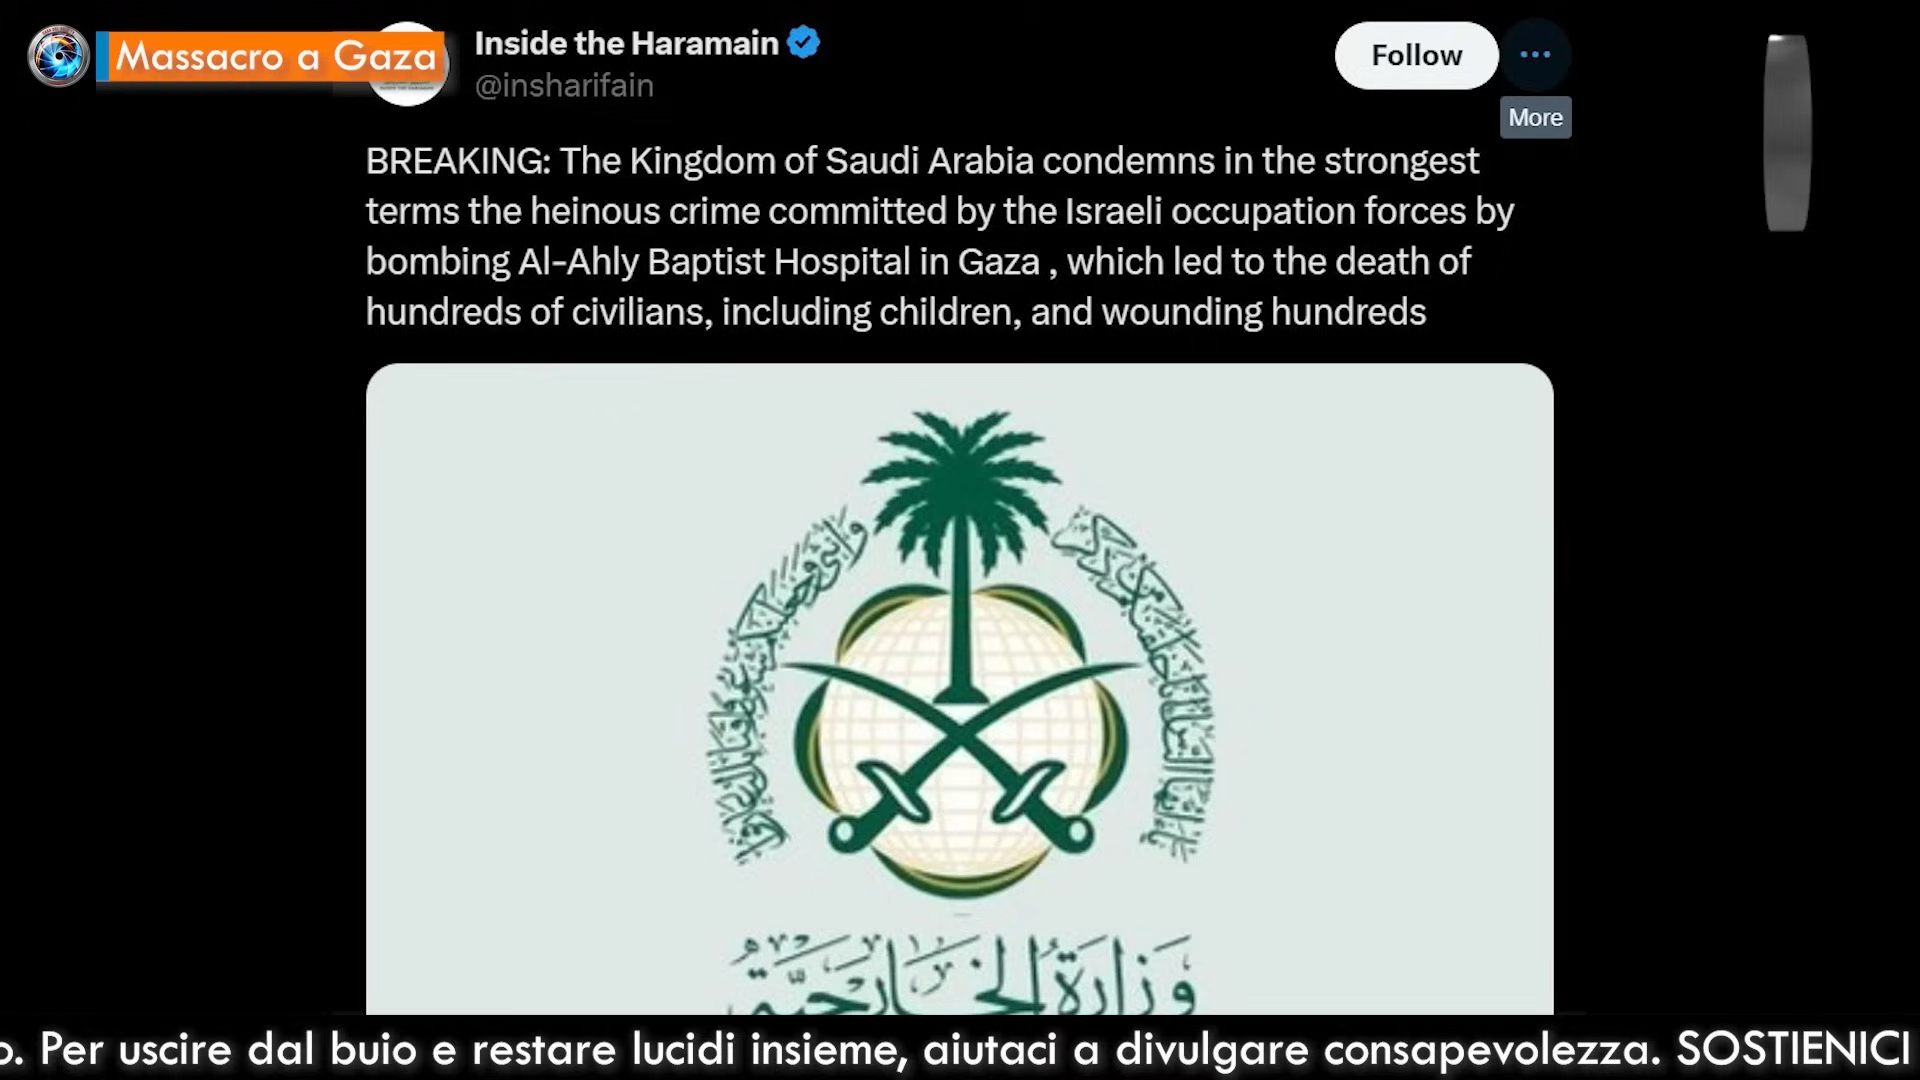 Massacro a Gaza
Inside the Haramain
@insharifain
Follow
More
BREAKING: The Kingdom of Saudi Arabia condemns in the strongest
terms the heinous crime committed by the Israeli occupation forces by
bombing Al-Ahly Baptist Hospital in Gaza , which led to the death of
hundreds of civilians, including children, and wounding hundreds
وزارة الخارجية
o. Per uscire dal buio e restare lucidi insieme, aiutaci a divulgare consapevolezza. SOSTIENICI